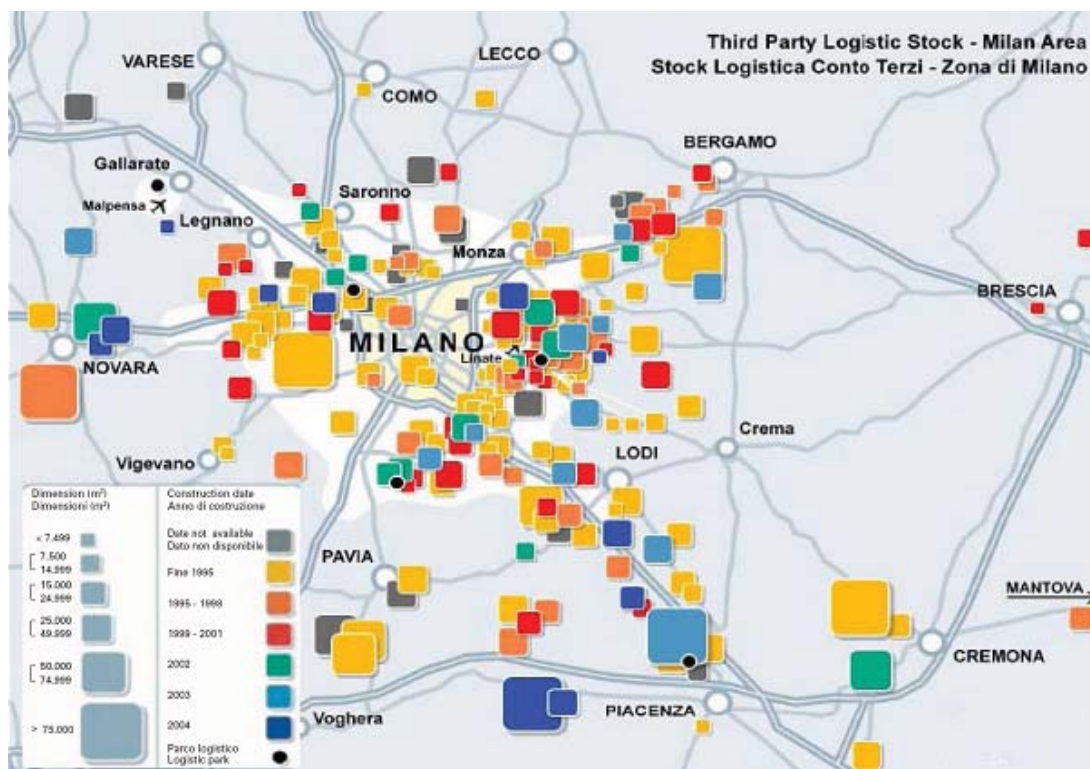 Third Party Logistic Stock - Milan Area
Stock Logistica Conto Terzi - Zona di Milano
LECCO
VARESE
COMO
BERGAMO
Gallarate
Malpensa
Saronno
Legnano
Monza
BRESCIA
MILANO
Linate
NOVARA
Crema
LODI
Vigevano
PAVIA
MANTOVA
CREMONA
PIACENZA
Voghera
Dimension (m²)
Dimensioni (m²)
< 7.499
7.500
14.999
15.000
24.999
25.000
49.999
50.000
74.999
> 75.000
Construction date
Anno di costruzione
Date not available
Dato non disponibile
Fine 1995
1995 - 1998
1999 - 2001
2002
2003
2004
Parco logistico
Logistic park